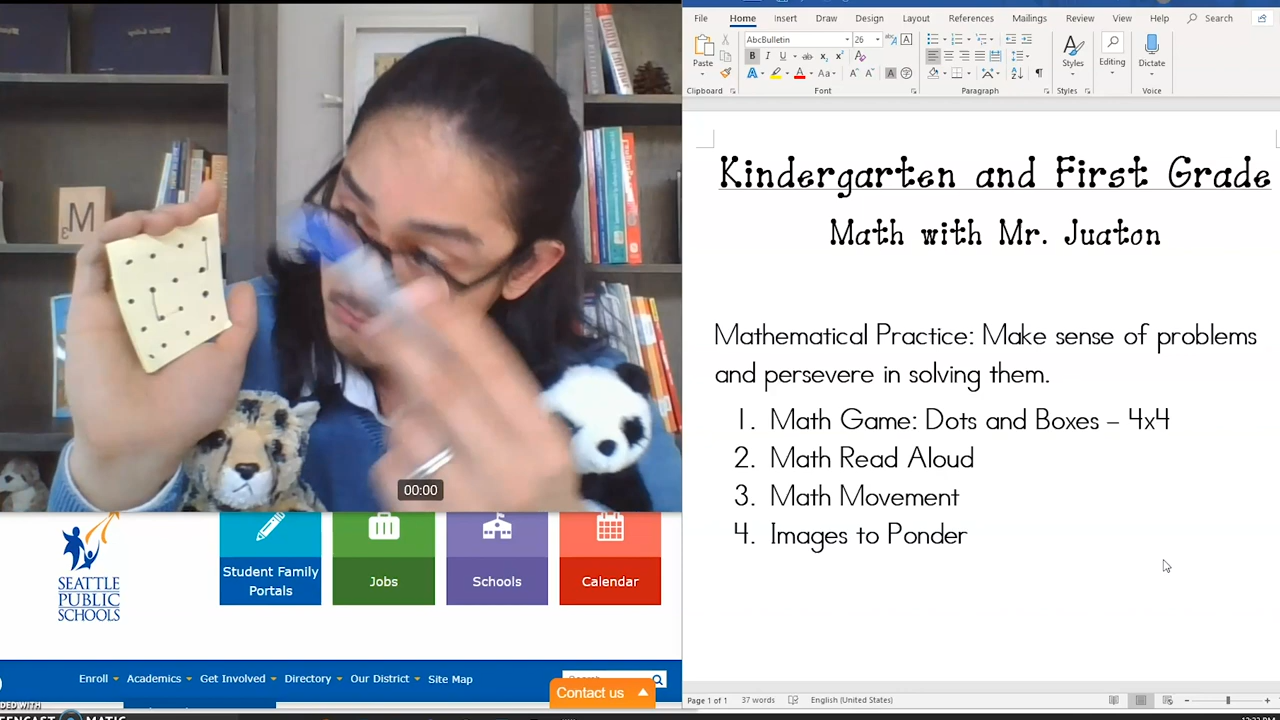 M
00:00
SEATTLE
PUBLIC
SCHOOLS
Student Family
Portals
Jobs
Schools
Calendar
Enroll
Academics
Get Involved
Directory
Our District
Site Map
Contact us
File
Home
Insert
Draw
Design
Layout
References
Mailings
Review
View
Help
Search
AbcBulletin
26
Paste
Styles
Editing
Dictate
Clipboard
Font
Paragraph
Styles
Voice
Kindergarten and First Grade
Math with Mr. Juaton
Mathematical Practice: Make sense of problems
and persevere in solving them.
1. Math Game: Dots and Boxes – 4x4
2. Math Read Aloud
3. Math Movement
4. Images to Ponder
Page 1 of 1
37 words
English (United States)